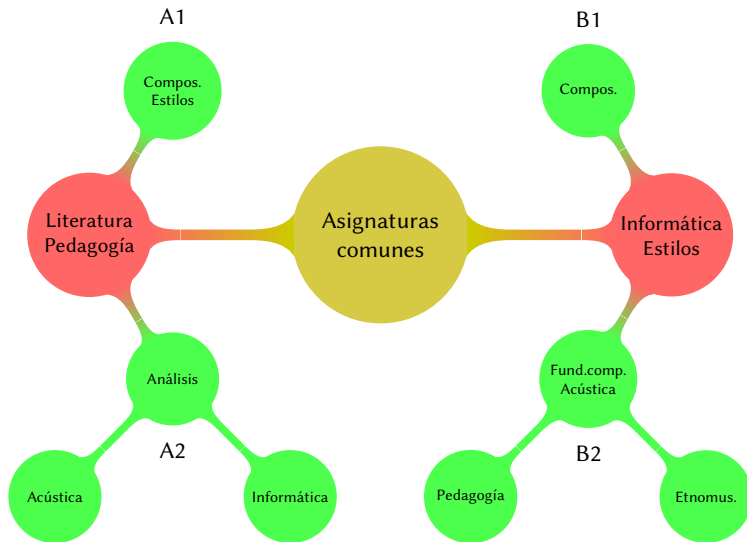 A1
B1
Compos.
Estilos
Compos.
Literatura
Pedagogía
Asignaturas
comunes
Informática
Estilos
Análisis
Fund.comp.
Acústica
A2
B2
Acústica
Informática
Pedagogía
Etnomus.